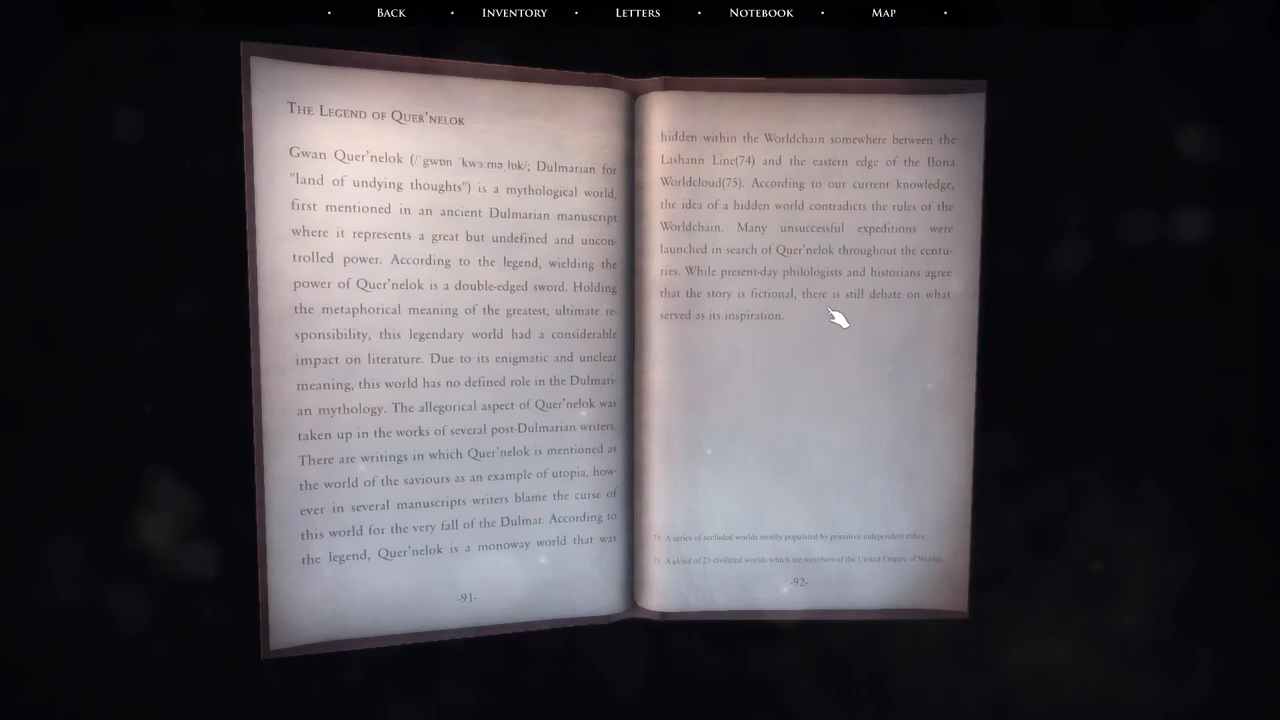 BACK INVENTORY LETTERS NOTEBOOK MAP
THE LEGEND OF QUER'NELOK
Gwan Quer'nelok (/ˈgwɒn ˈkwɜːmə lɒk/; Dulmarian for
"land of undying thoughts") is a mythological world,
first mentioned in an ancient Dulmarian manuscript
where it represents a great but undefined and uncon-
trolled power. According to the legend, wielding the
power of Quer'nelok is a double-edged sword. Holding
the metaphorical meaning of the greatest, ultimate re-
sponsibility, this legendary world had a considerable
impact on literature. Due to its enigmatic and unclear
meaning, this world has no defined role in the Dulmari-
an mythology. The allegorical aspect of Quer'nelok was
taken up in the works of several post-Dulmarian writers.
There are writings in which Quer'nelok is mentioned as
the world of the saviours as an example of utopia, how-
ever in several manuscripts writers blame the curse of
this world for the very fall of the Dulmar. According to
the legend, Quer'nelok is a monoway world that was
-91-
hidden within the Worldchain somewhere between the
Lashann Line(74) and the eastern edge of the Ilona
Worldcloud(75). According to our current knowledge,
the idea of a hidden world contradicts the rules of the
Worldchain. Many unsuccessful expeditions were
launched in search of Quer'nelok throughout the centu-
ries. While present-day philologists and historians agree
that the story is fictional, there is still debate on what
served as its inspiration.
74 A series of secluded worlds mostly populated by primitive independent tribes.
75 A cloud of 21 civilized worlds which are members of the United Empire of Worlds
-92-